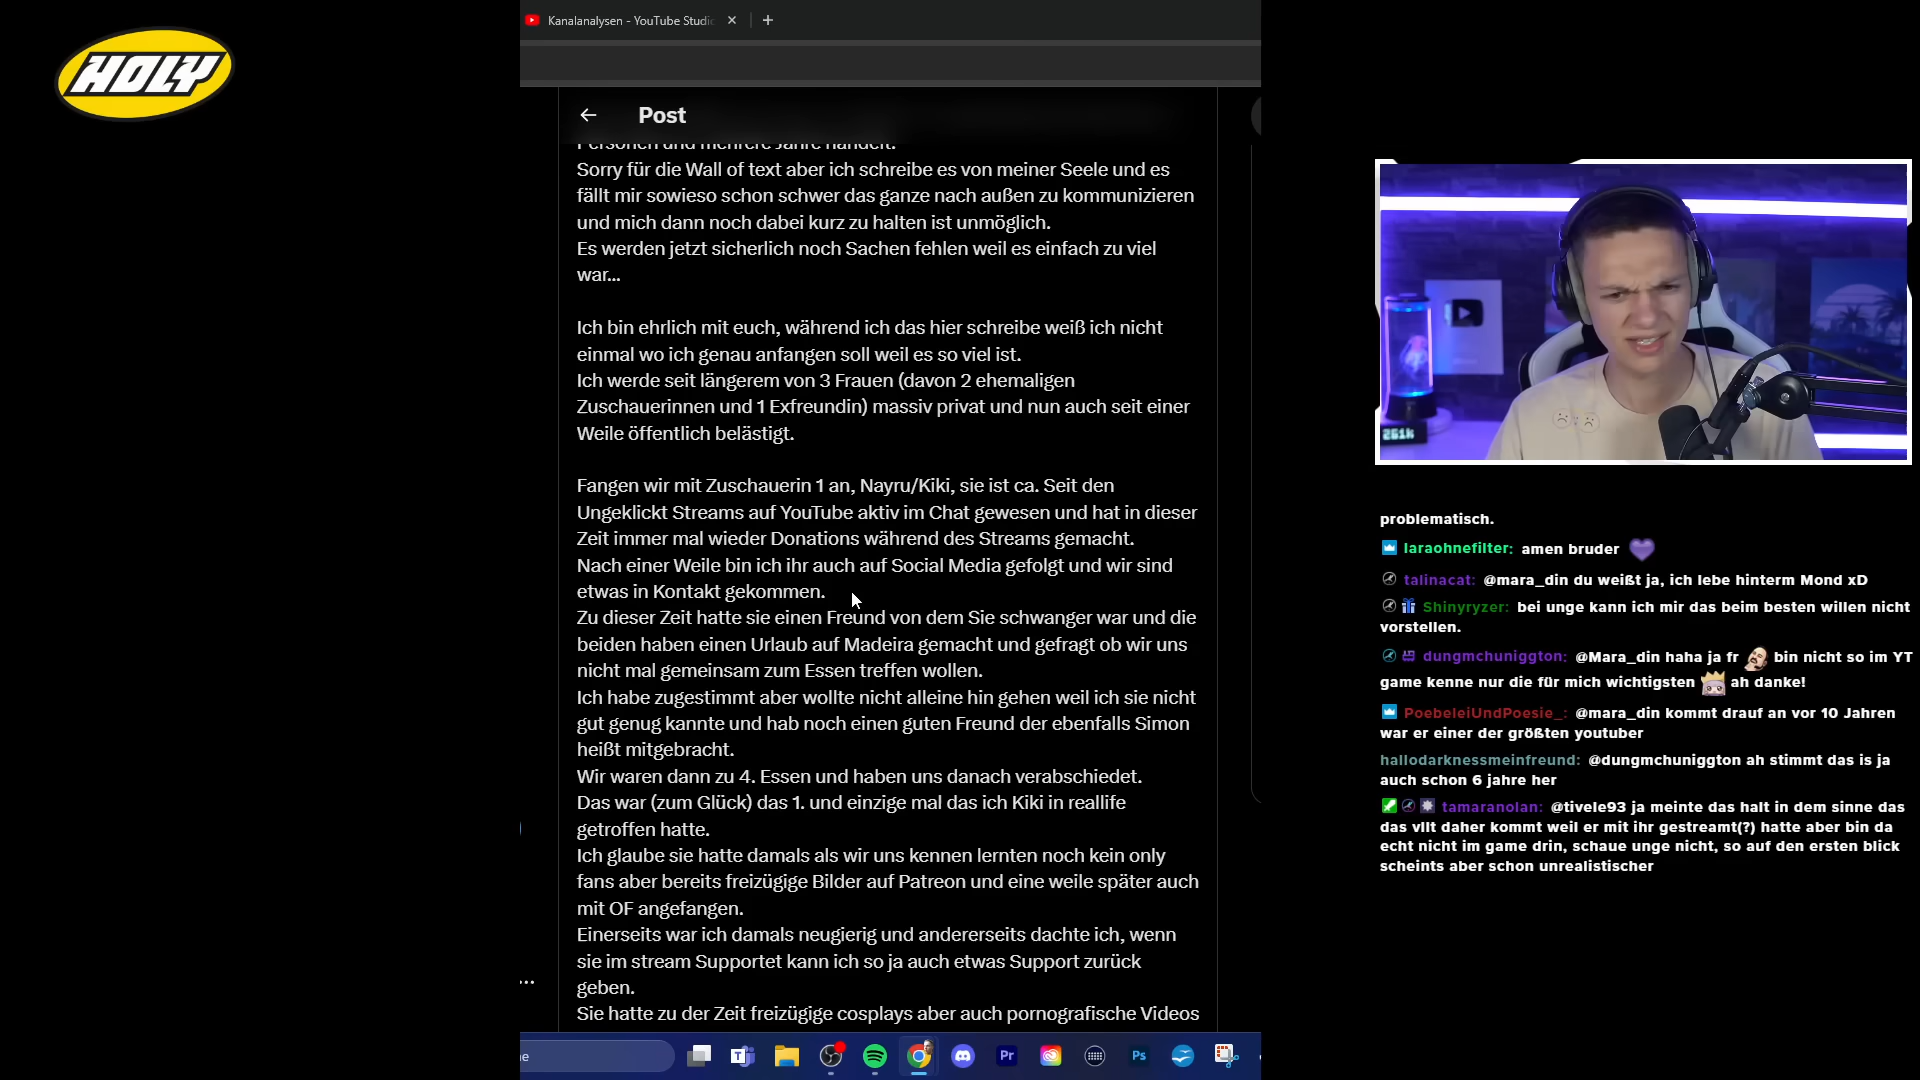 HOLY
Kanalanalysen - YouTube Studi
Post
Personen und mehrere Jahre handelt.
Sorry für die Wall of text aber ich schreibe es von meiner Seele und es
fällt mir sowieso schon schwer das ganze nach außen zu kommunizieren
und mich dann noch dabei kurz zu halten ist unmöglich.
Es werden jetzt sicherlich noch Sachen fehlen weil es einfach zu viel
war...
Ich bin ehrlich mit euch, während ich das hier schreibe weiß ich nicht
einmal wo ich genau anfangen soll weil es so viel ist.
Ich werde seit längerem von 3 Frauen (davon 2 ehemaligen
Zuschauerinnen und 1 Exfreundin) massiv privat und nun auch seit einer
Weile öffentlich belästigt.
Fangen wir mit Zuschauerin 1 an, Nayru/Kiki, sie ist ca. Seit den
Ungeklickt Streams auf YouTube aktiv im Chat gewesen und hat in dieser
Zeit immer mal wieder Donations während des Streams gemacht.
Nach einer Weile bin ich ihr auch auf Social Media gefolgt und wir sind
etwas in Kontakt gekommen.
Zu dieser Zeit hatte sie einen Freund von dem Sie schwanger war und die
beiden haben einen Urlaub auf Madeira gemacht und gefragt ob wir uns
nicht mal gemeinsam zum Essen treffen wollen.
Ich habe zugestimmt aber wollte nicht alleine hin gehen weil ich sie nicht
gut genug kannte und hab noch einen guten Freund der ebenfalls Simon
heißt mitgebracht.
Wir waren dann zu 4. Essen und haben uns danach verabschiedet.
Das war (zum Glück) das 1. und einzige mal das ich Kiki in reallife
getroffen hatte.
Ich glaube sie hatte damals als wir uns kennen lernten noch kein only
fans aber bereits freizügige Bilder auf Patreon und eine weile später auch
mit OF angefangen.
Einerseits war ich damals neugierig und andererseits dachte ich, wenn
sie im stream Supportet kann ich so ja auch etwas Support zurück
geben.
Sie hatte zu der Zeit freizügige cosplays aber auch pornografische Videos
e
Pr
Ps
261k
problematisch.
laraohnefilter: amen bruder
talinacat: @mara_din du weißt ja, ich lebe hinterm Mond xD
Shinyryzer: bei unge kann ich mir das beim besten willen nicht
vorstellen.
dungmchuniggton: @Mara_din haha ja fr bin nicht so im YT
game kenne nur die für mich wichtigsten ah danke!
PoebeleiUndPoesie_: @mara_din kommt drauf an vor 10 Jahren
war er einer der größten youtuber
hallodarknessmeinfreund: @dungmchuniggton ah stimmt das is ja
auch schon 6 jahre her
tamaranolan: @tivele93 ja meinte das halt in dem sinne das
das vllt daher kommt weil er mit ihr gestreamt(?) hatte aber bin da
echt nicht im game drin, schaue unge nicht, so auf den ersten blick
scheints aber schon unrealistischer